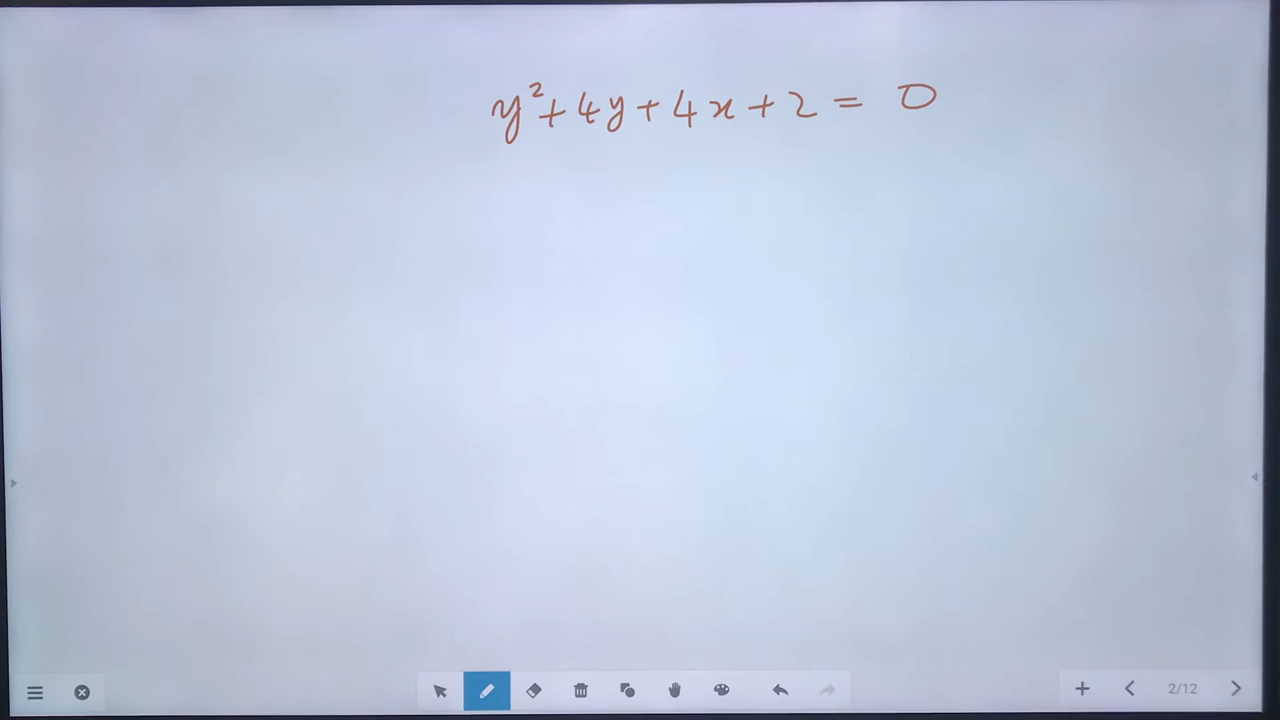 y² + 4y + 4x + 2 = 0
2/12